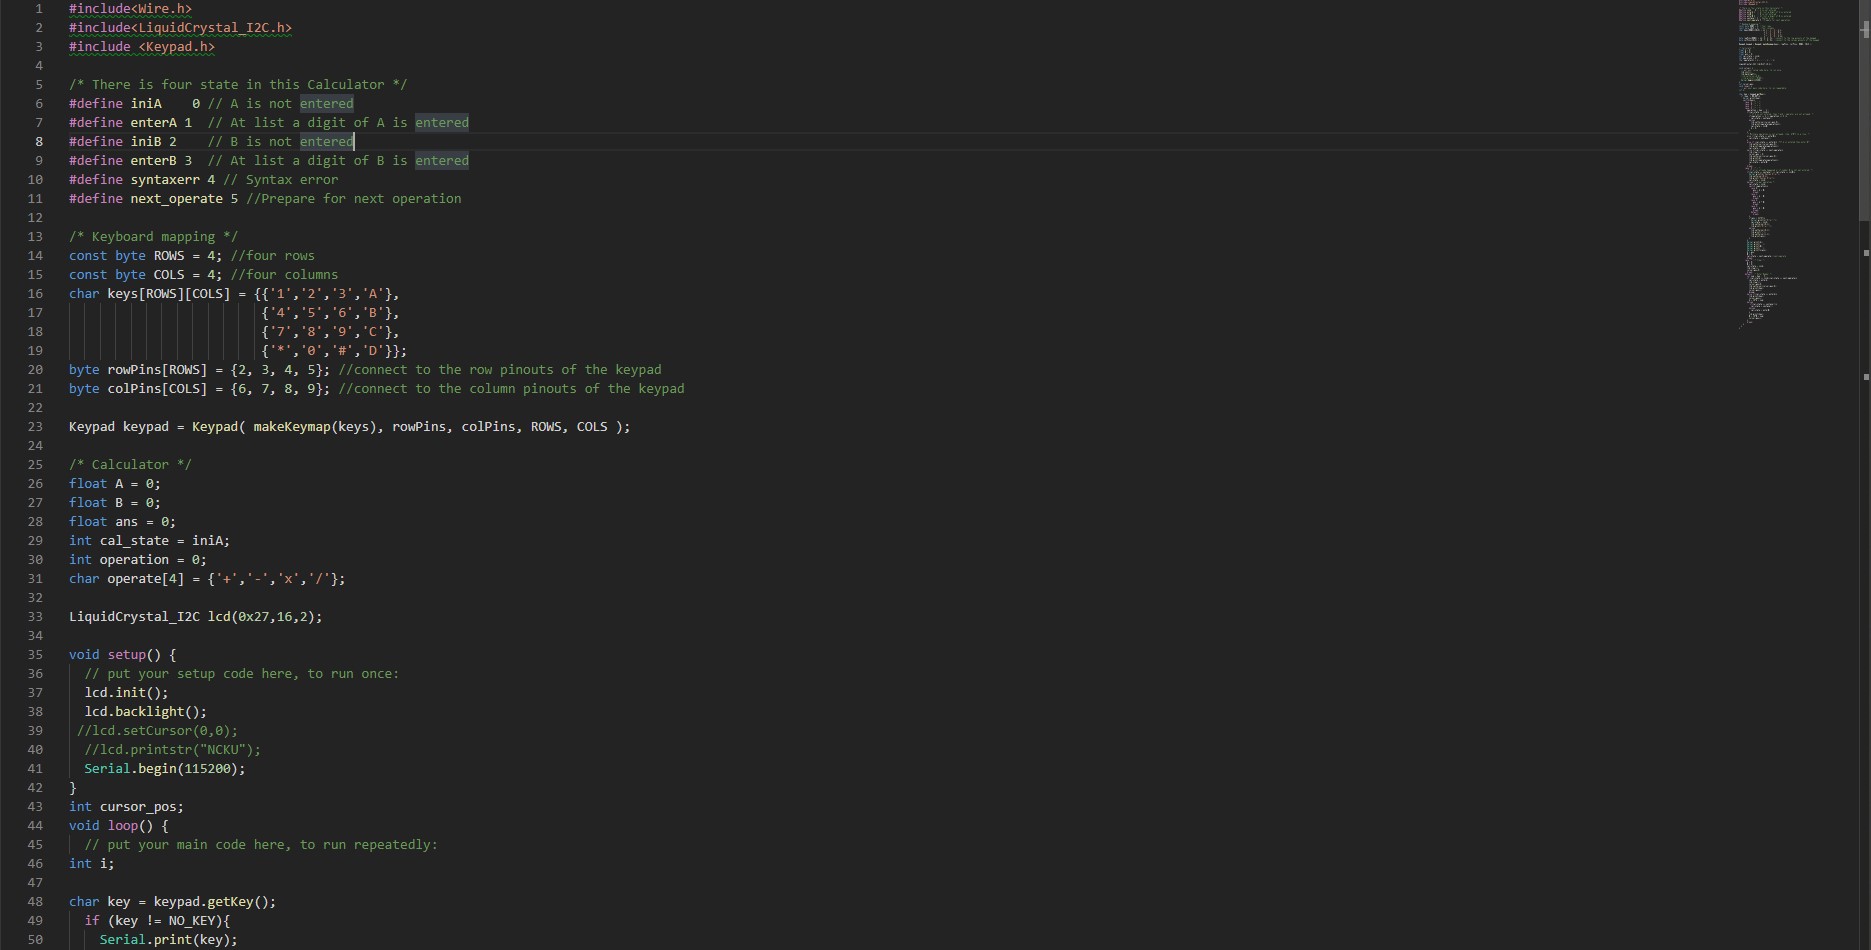 1 #include<Wire.h>
2 #include<LiquidCrystal_I2C.h>
3 #include <Keypad.h>
4
5 /* There is four state in this Calculator */
6 #define iniA    0 // A is not entered
7 #define enterA 1  // At list a digit of A is entered
8 #define iniB 2    // B is not entered
9 #define enterB 3  // At list a digit of B is entered
10 #define syntaxerr 4 // Syntax error
11 #define next_operate 5 //Prepare for next operation
12
13 /* Keyboard mapping */
14 const byte ROWS = 4; //four rows
15 const byte COLS = 4; //four columns
16 char keys[ROWS][COLS] = {{'1','2','3','A'},
17                          {'4','5','6','B'},
18                          {'7','8','9','C'},
19                          {'*','0','#','D'}};
20 byte rowPins[ROWS] = {2, 3, 4, 5}; //connect to the row pinouts of the keypad
21 byte colPins[COLS] = {6, 7, 8, 9}; //connect to the column pinouts of the keypad
22
23 Keypad keypad = Keypad( makeKeymap(keys), rowPins, colPins, ROWS, COLS );
24
25 /* Calculator */
26 float A = 0;
27 float B = 0;
28 float ans = 0;
29 int cal_state = iniA;
30 int operation = 0;
31 char operate[4] = {'+','-','x','/'};
32
33 LiquidCrystal_I2C lcd(0x27,16,2);
34
35 void setup() {
36   // put your setup code here, to run once:
37   lcd.init();
38   lcd.backlight();
39  //lcd.setCursor(0,0);
40   //lcd.printstr("NCKU");
41   Serial.begin(115200);
42 }
43 int cursor_pos;
44 void loop() {
45   // put your main code here, to run repeatedly:
46 int i;
47
48 char key = keypad.getKey();
49   if (key != NO_KEY){
50     Serial.print(key);